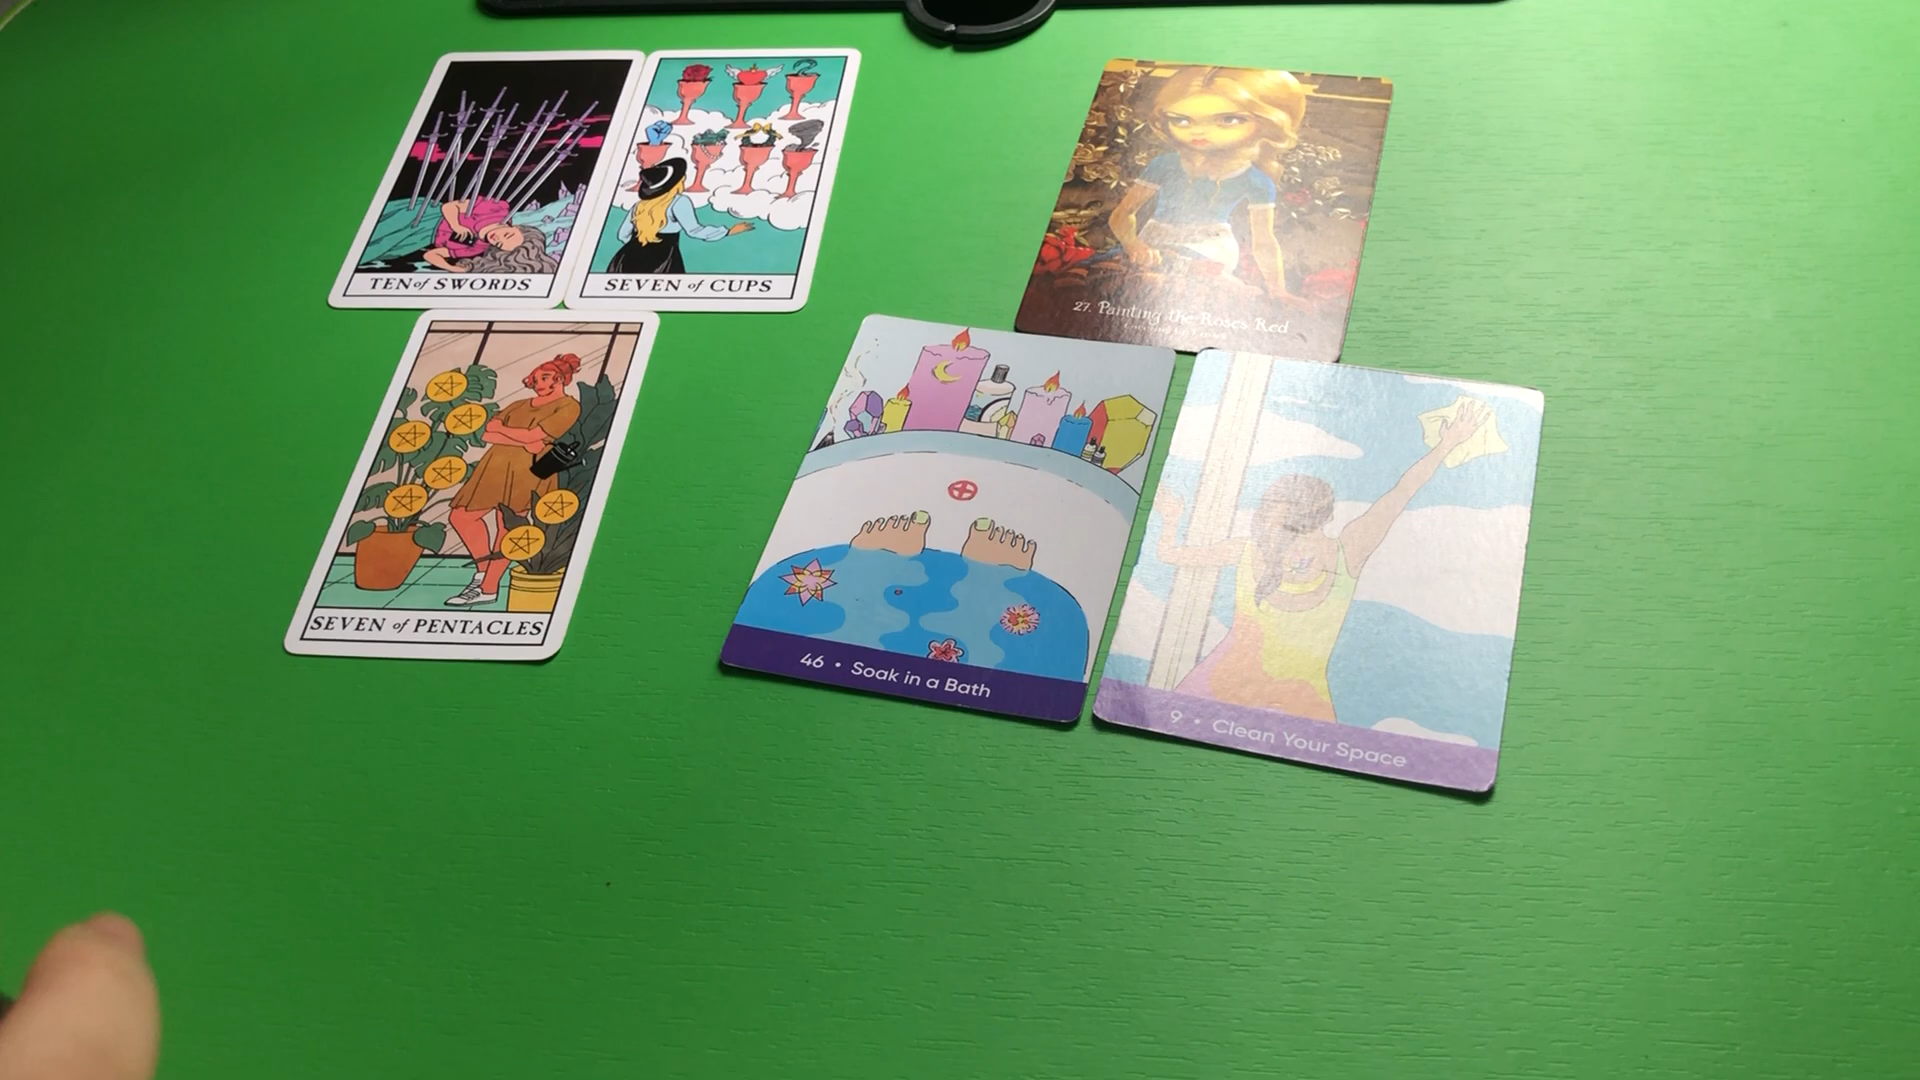 TEN of SWORDS
SEVEN of CUPS
27. Painting the Roses Red
SEVEN of PENTACLES
46 • Soak in a Bath
9 • Clean Your Space